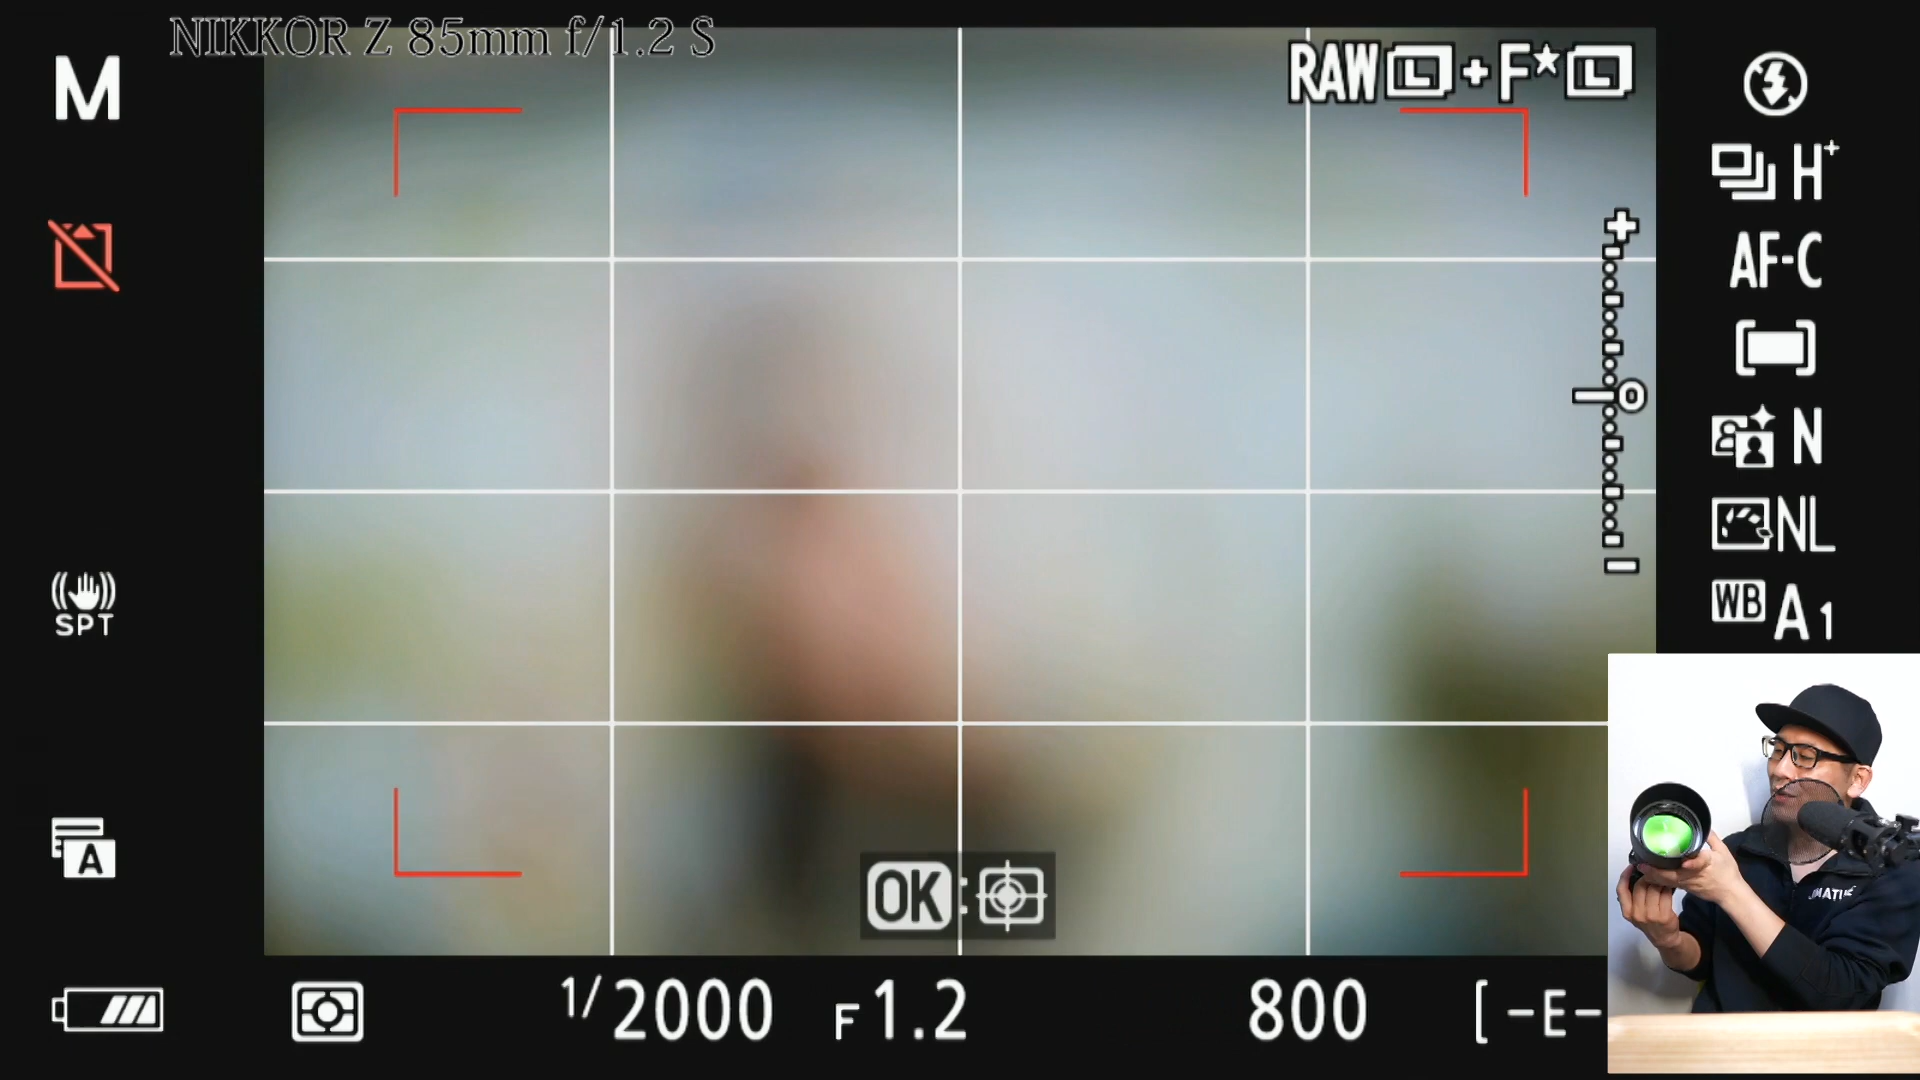 NIKKOR Z 85mm f/1.2 S
M
RAW L + F★ L
H+
AF-C
N
NL
WB A1
SPT
A
OK :
1/2000 F1.2 800 [ -E-